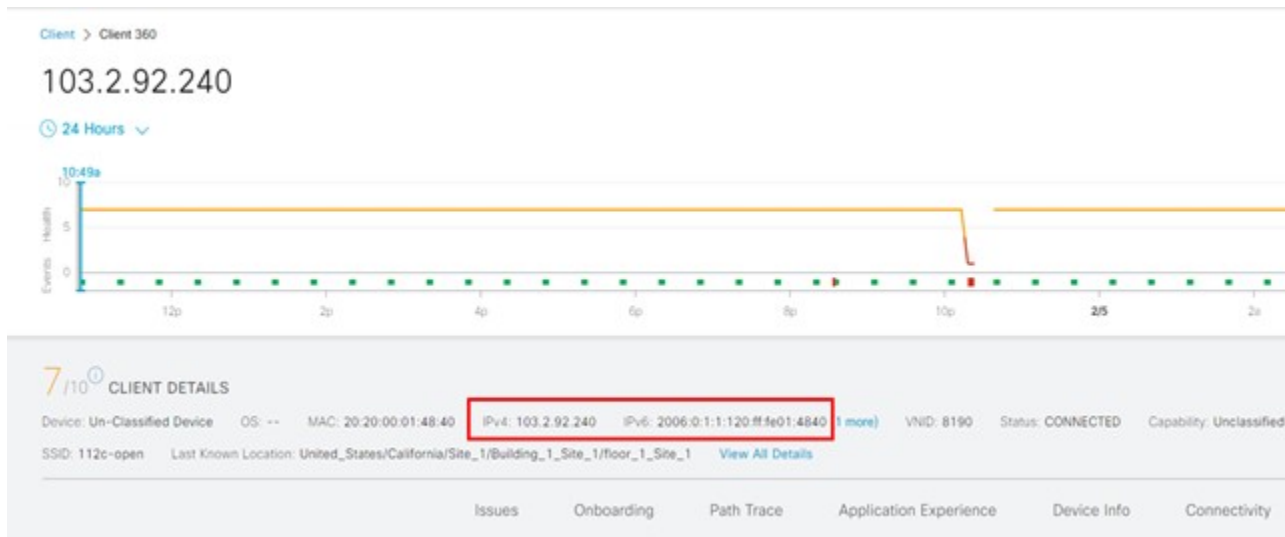 Client > Client 360
103.2.92.240
24 Hours
10:49a
10
5
0
Health
Events
12p 2p 4p 6p 8p 10p 2/5 2a
7/10 CLIENT DETAILS
Device: Un-Classified Device OS: -- MAC: 20:20:00:01:48:40 IPv4: 103.2.92.240 IPv6: 2006:0:1:1:120:ff:fe01:4840 (1 more) VNID: 8190 Status: CONNECTED Capability: Unclassified
SSID: 112c-open Last Known Location: United_States/California/Site_1/Building_1_Site_1/floor_1_Site_1 View All Details
Issues Onboarding Path Trace Application Experience Device Info Connectivity